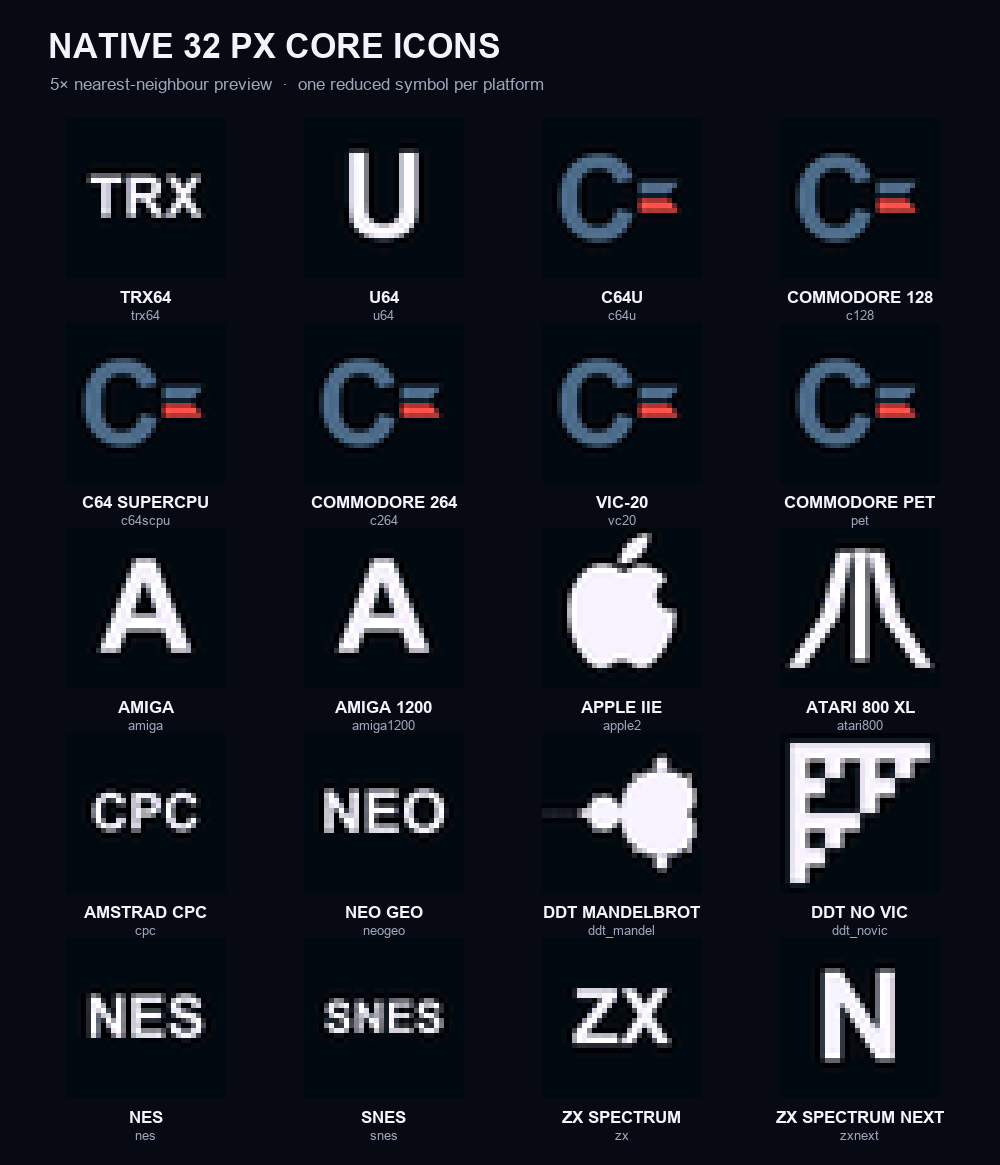 NATIVE 32 PX CORE ICONS
5× nearest-neighbour preview · one reduced symbol per platform
TRX U C= C=
TRX64 U64 C64U COMMODORE 128
trx64 u64 c64u c128
C= C= C= C=
C64 SUPERCPU COMMODORE 264 VIC-20 COMMODORE PET
c64scpu c264 vc20 pet
A A
AMIGA AMIGA 1200 APPLE IIE ATARI 800 XL
amiga amiga1200 apple2 atari800
CPC NEO
AMSTRAD CPC NEO GEO DDT MANDELBROT DDT NO VIC
cpc neogeo ddt_mandel ddt_novic
NES SNES ZX N
NES SNES ZX SPECTRUM ZX SPECTRUM NEXT
nes snes zx zxnext